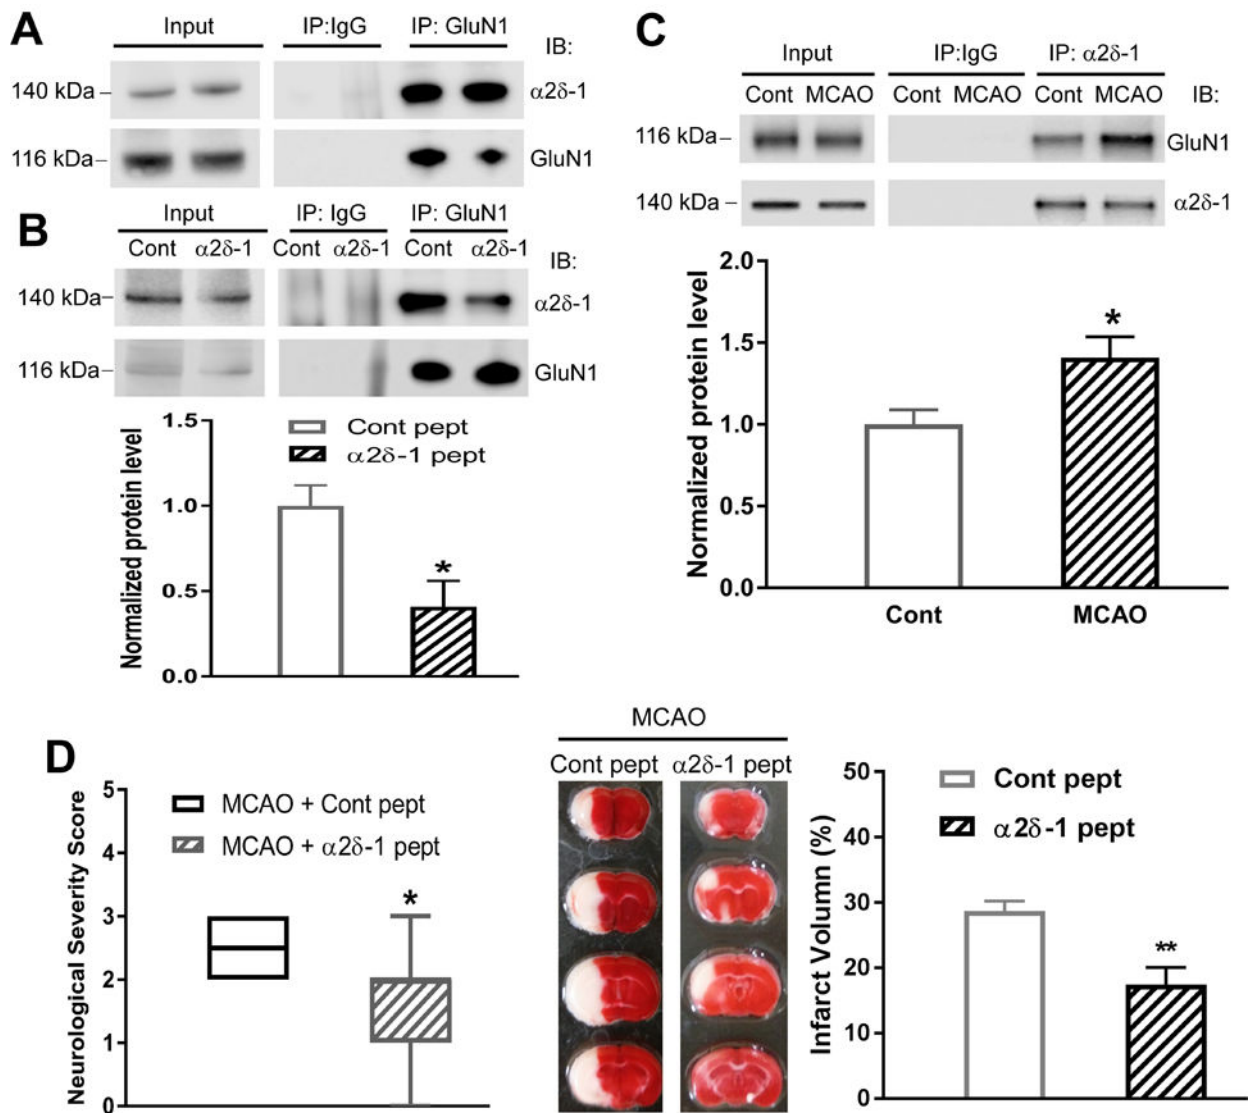 A
Input IP:IgG IP: GluN1
IB:
140 kDa α2δ-1
116 kDa GluN1
B
Input IP: IgG IP: GluN1
Cont α2δ-1 Cont α2δ-1 Cont α2δ-1
IB:
140 kDa α2δ-1
116 kDa GluN1
Normalized protein level
1.5
1.0
0.5
0.0
Cont pept
α2δ-1 pept
*
C
Input IP:IgG IP: α2δ-1
Cont MCAO Cont MCAO Cont MCAO IB:
116 kDa GluN1
140 kDa α2δ-1
Normalized protein level
2.0
1.5
1.0
0.5
0.0
*
Cont MCAO
D
Neurological Severity Score
5
4
3
2
1
0
MCAO + Cont pept
MCAO + α2δ-1 pept
*
MCAO
Cont pept α2δ-1 pept
Infarct Volumn (%)
50
40
30
20
10
0
Cont pept
α2δ-1 pept
**